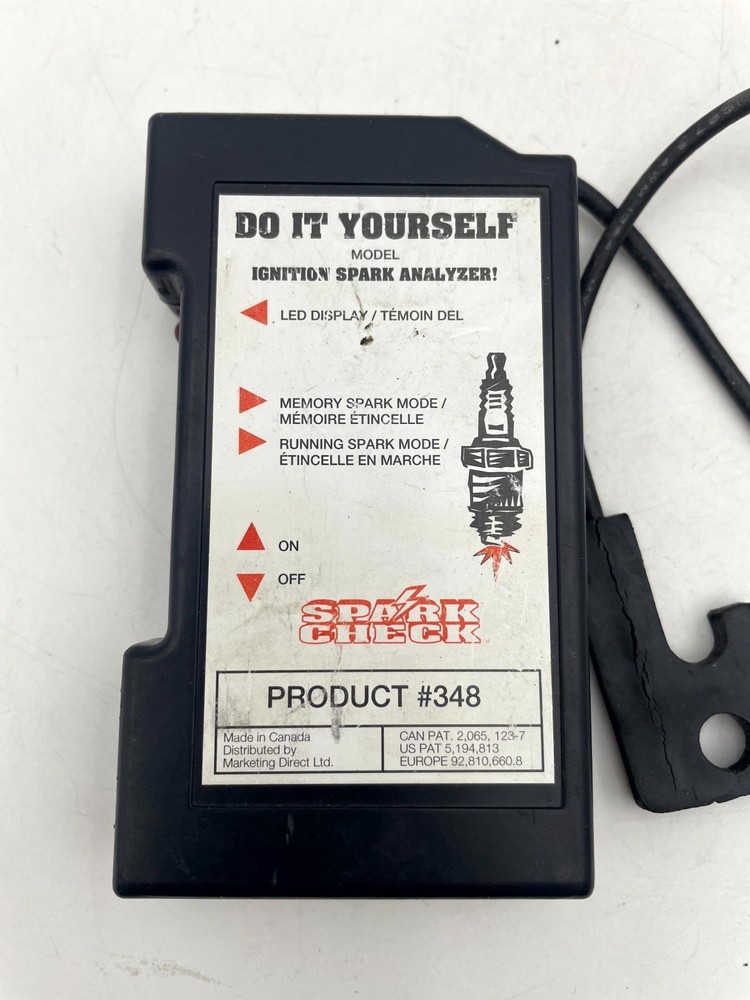 DO IT YOURSELF
MODEL
IGNITION SPARK ANALYZER!
LED DISPLAY / TÉMOIN DEL
MEMORY SPARK MODE /
MÉMOIRE ÉTINCELLE
RUNNING SPARK MODE /
ÉTINCELLE EN MARCHE
ON
OFF
SPARK
CHECK™
PRODUCT #348
Made in Canada
Distributed by
Marketing Direct Ltd.
CAN PAT. 2,065, 123-7
US PAT 5,194,813
EUROPE 92,810,660.8
AWM